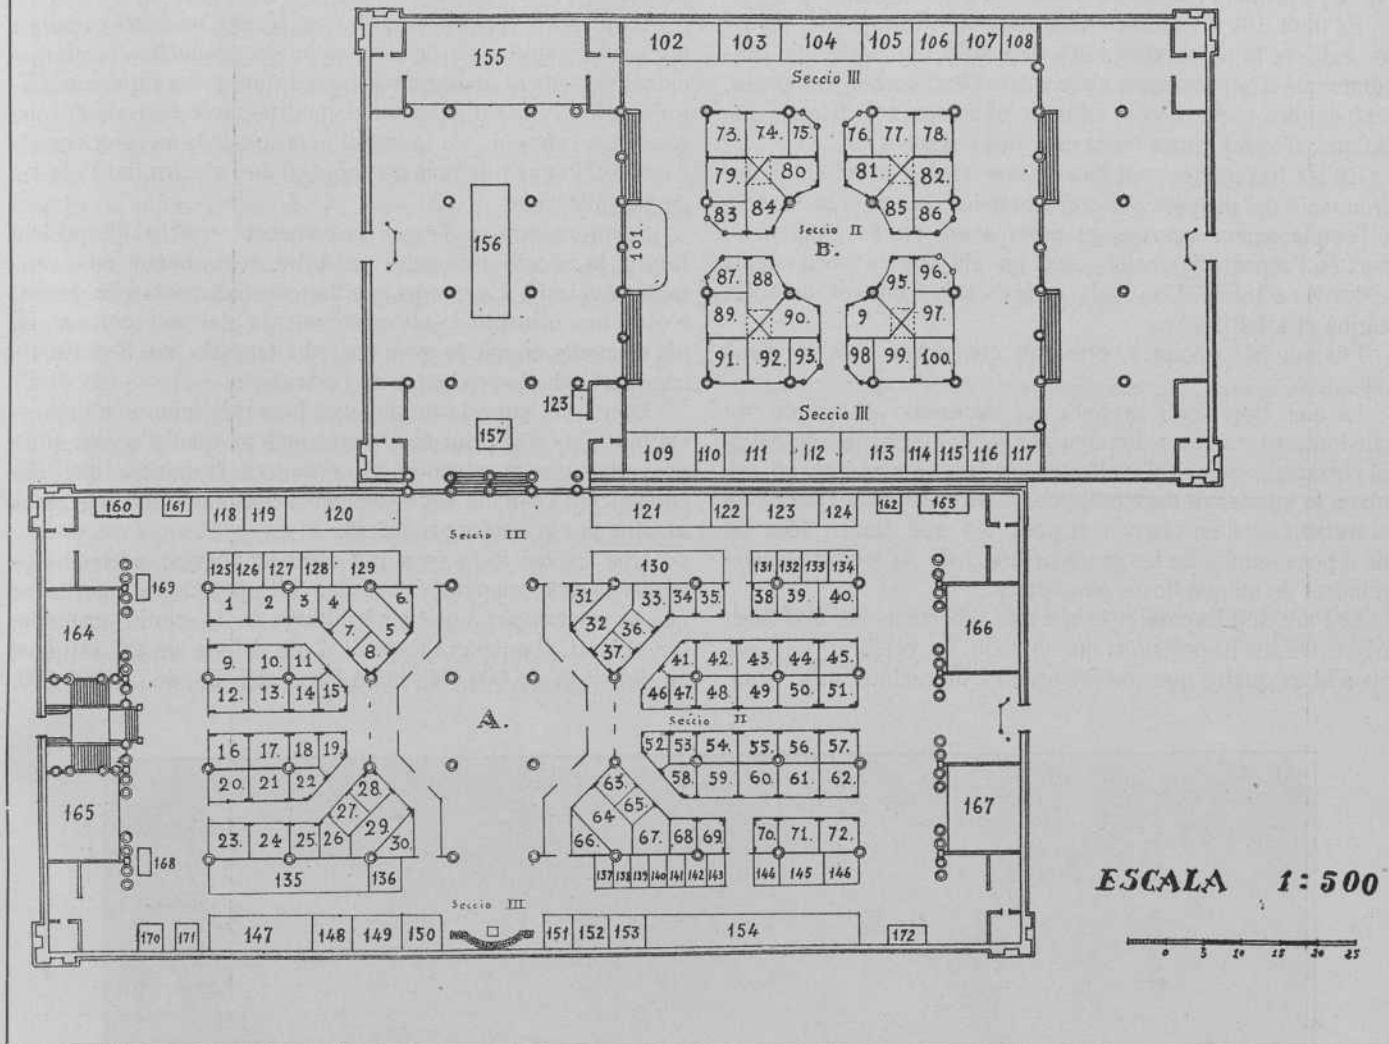 155 102 103 104 105 106 107 108
Seccio III
73. 74. 75. 76. 77. 78.
79. 80. 81. 82.
156 83. 84. 85. 86.
101. Seccio II
B.
87. 88. 95. 96.
89. 90. 9 97.
91. 92. 93. 98 99. 100.
123
157 Seccio III
109 110 111 112 113 114 115 116 117
160 161 118 119 120 121 122 123 124 162 163
Seccio III
125 126 127 128 129 130 131 132 133 134
169 1 2 3 4 6. 31. 33. 34 35. 38 39. 40.
164 7. 5 32 36. 166
8 37.
9. 10. 11 41. 42. 43. 44. 45.
12. 13. 14 15. 46 47. 48. 49 50. 51.
A. Seccio II
16 17. 18 19. 52. 53 54. 55. 56. 57.
20. 21 22. 58. 59. 60. 61. 62.
28. 63.
165 27. 64. 65. 167
23. 24 25. 26 29. 30. 66. 67. 68 69. 70. 71. 72.
168 135 136 137 138 139 140 141 142 143 144 145 146
Seccio III
170 171 147 148 149 150 151 152 153 154 172
ESCALA 1:500
0 5 10 15 20 25